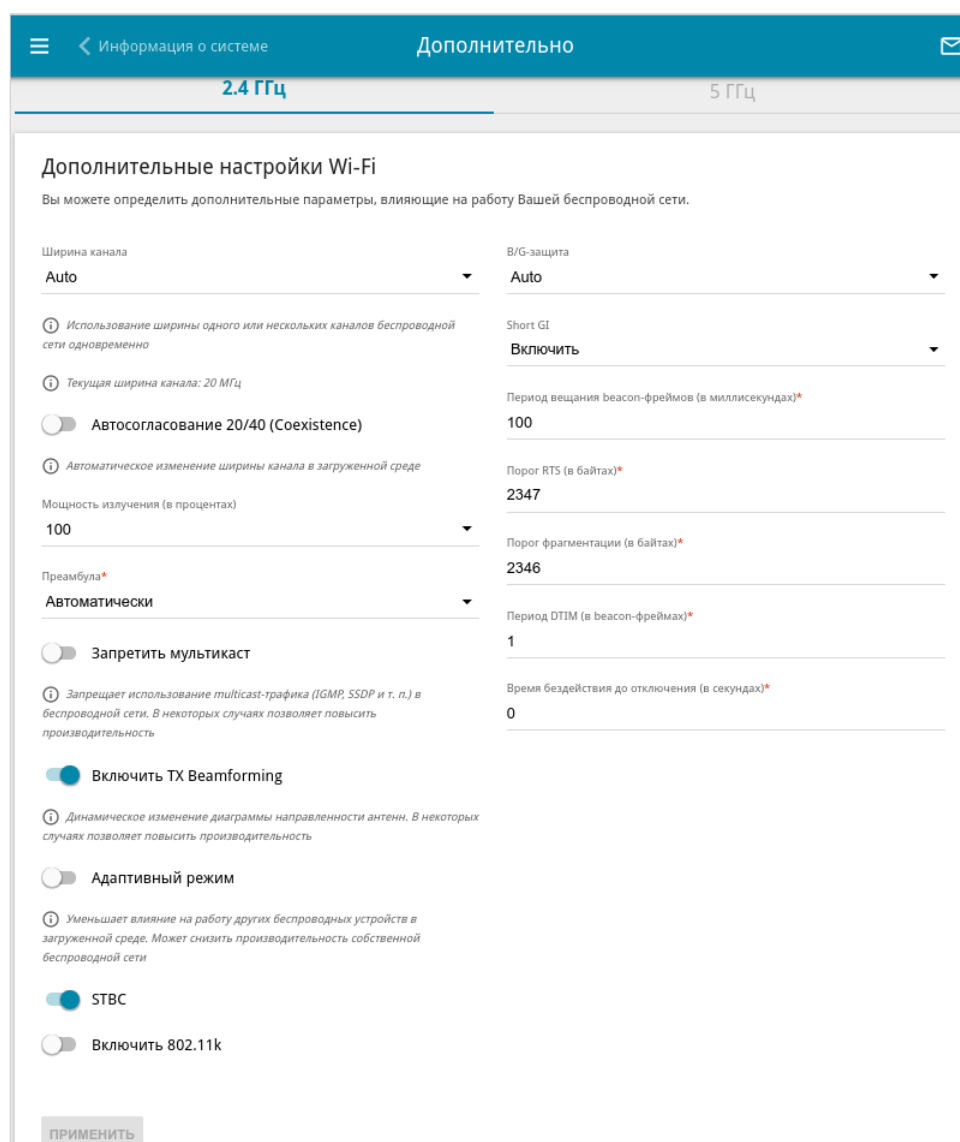 Информация о системе
Дополнительно
2.4 ГГц
5 ГГц
Дополнительные настройки Wi-Fi
Вы можете определить дополнительные параметры, влияющие на работу Вашей беспроводной сети.
Ширина канала
Auto
Использование ширины одного или нескольких каналов беспроводной
сети одновременно
Текущая ширина канала: 20 МГц
Автосогласование 20/40 (Coexistence)
Автоматическое изменение ширины канала в загруженной среде
Мощность излучения (в процентах)
100
Преамбула*
Автоматически
Запретить мультикаст
Запрещает использование multicast-трафика (IGMP, SSDP и т. п.) в
беспроводной сети. В некоторых случаях позволяет повысить
производительность
Включить TX Beamforming
Динамическое изменение диаграммы направленности антенн. В некоторых
случаях позволяет повысить производительность
Адаптивный режим
Уменьшает влияние на работу других беспроводных устройств в
загруженной среде. Может снизить производительность собственной
беспроводной сети
STBC
Включить 802.11k
ПРИМЕНИТЬ
B/G-защита
Auto
Short GI
Включить
Период вещания beacon-фреймов (в миллисекундах)*
100
Порог RTS (в байтах)*
2347
Порог фрагментации (в байтах)*
2346
Период DTIM (в beacon-фреймах)*
1
Время бездействия до отключения (в секундах)*
0